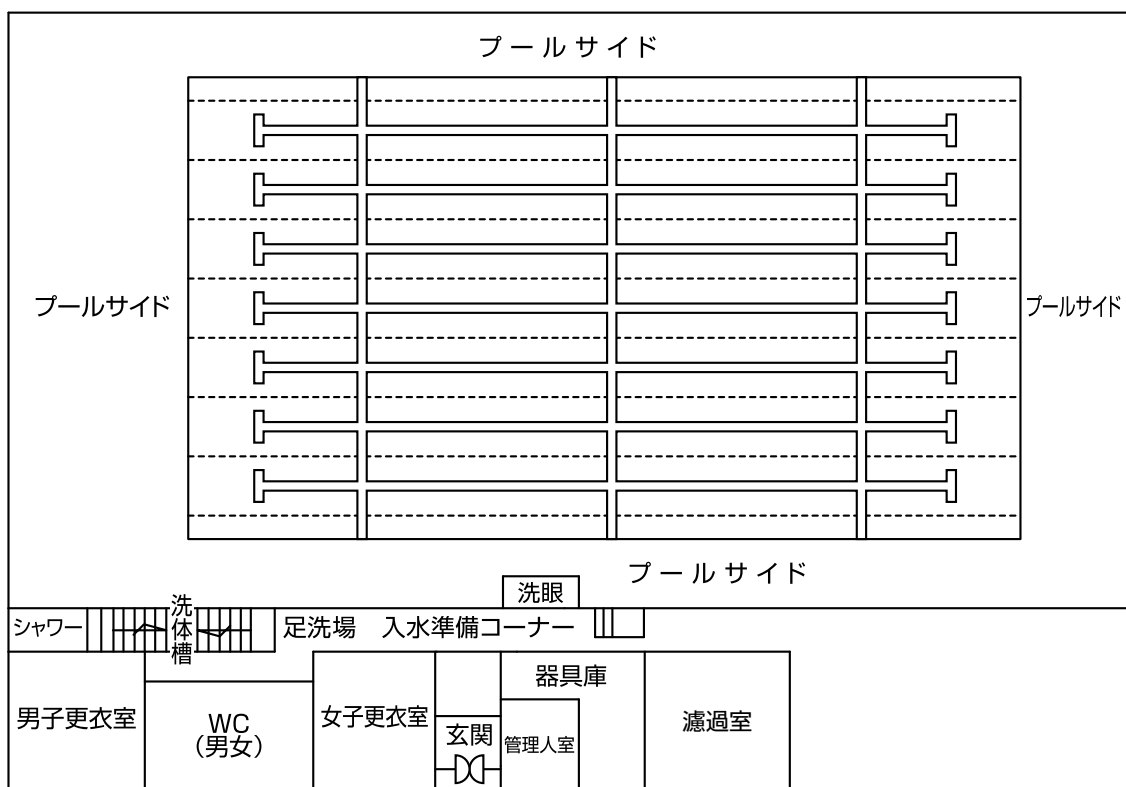 プールサイド
プールサイド
プールサイド
プールサイド
洗眼
シャワー
洗体槽
足洗場
入水準備コーナー
男子更衣室
WC
（男女）
女子更衣室
玄関
器具庫
管理人室
濾過室